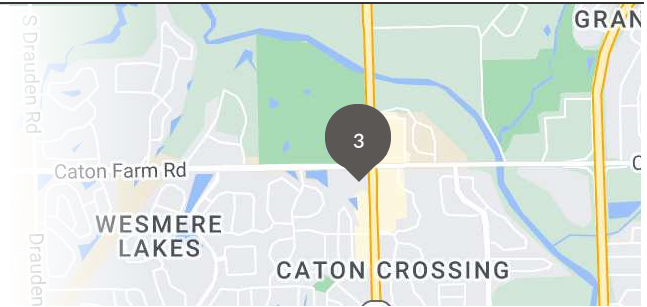 GRAN
S Drauden Rd
3
Caton Farm Rd
C
WESMERE
LAKES
Drauden
CATON CROSSING